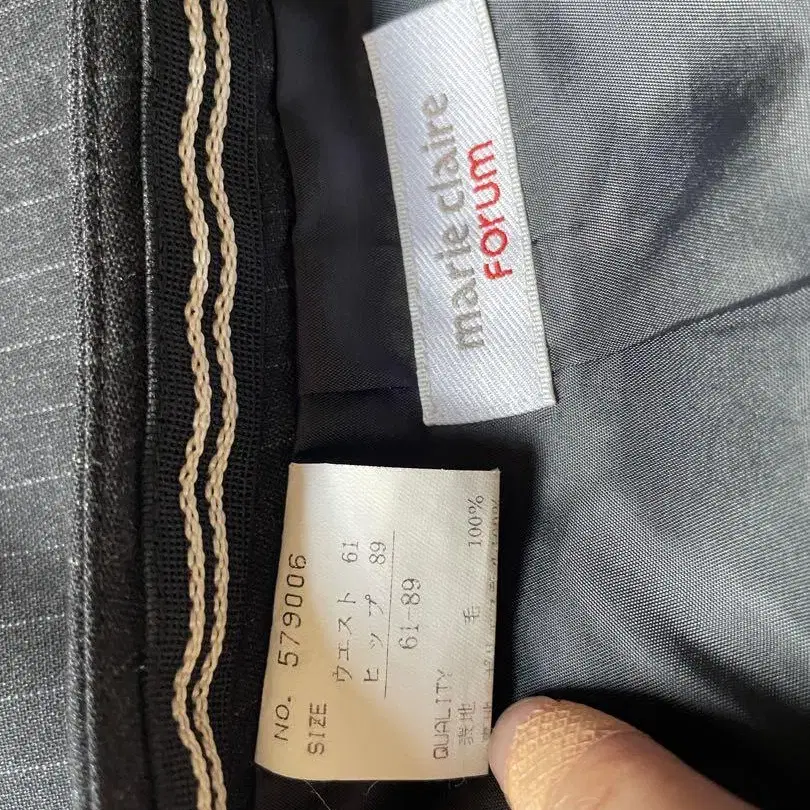 marie claire
FORUM
NO. 579006
SIZE
ウエスト 61
ヒップ 89
61-89
QUALITY
表地 毛 100%